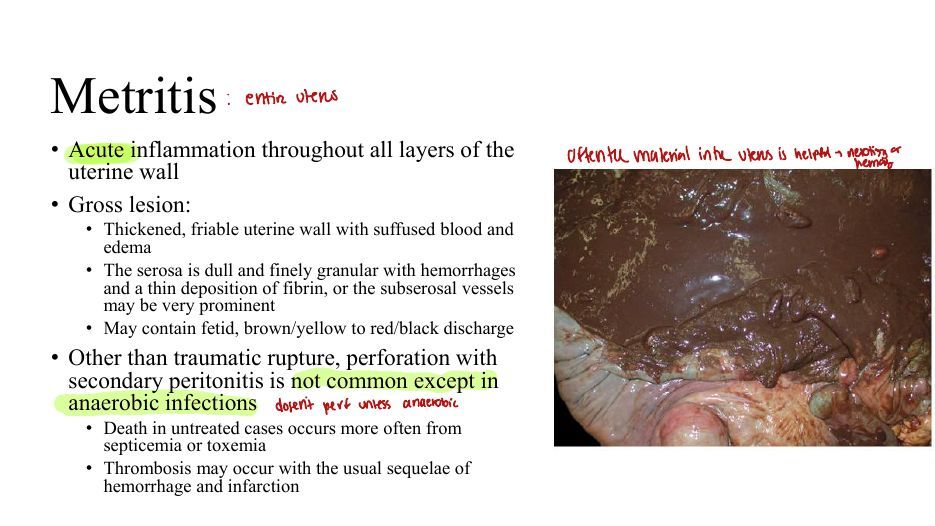 Metritis : entire uterus
• Acute inflammation throughout all layers of the
uterine wall
• Gross lesion:
• Thickened, friable uterine wall with suffused blood and
edema
• The serosa is dull and finely granular with hemorrhages
and a thin deposition of fibrin, or the subserosal vessels
may be very prominent
• May contain fetid, brown/yellow to red/black discharge
• Other than traumatic rupture, perforation with
secondary peritonitis is not common except in
anaerobic infections doesn't perf unless anaerobic
• Death in untreated cases occurs more often from
septicemia or toxemia
• Thrombosis may occur with the usual sequelae of
hemorrhage and infarction
often the material in the uterus is helpful → or